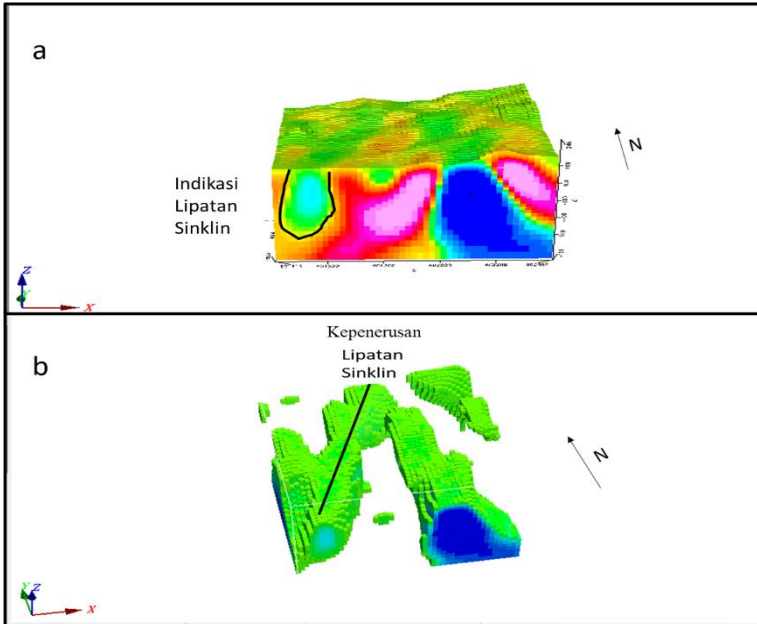 a
N
Indikasi
Lipatan
Sinklin
Z
Y
X
b
Kepenerusan
Lipatan
Sinklin
N
Y
Z
X